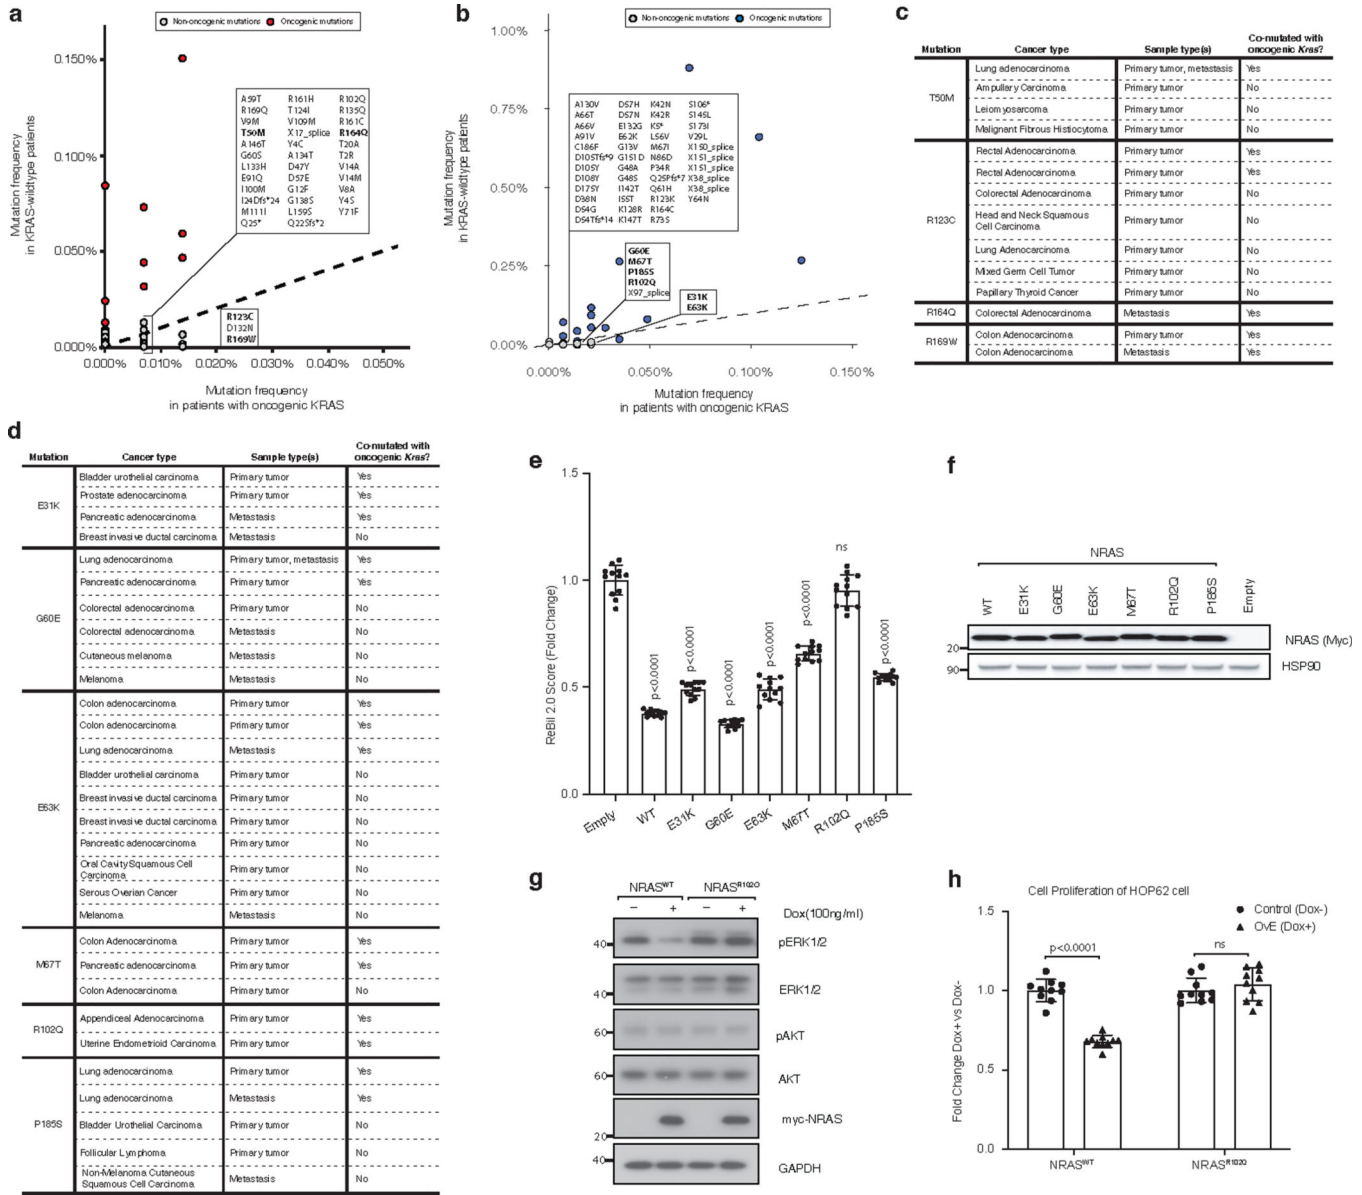 a
Non-oncogenic mutations Oncogenic mutations
Mutation frequency
in KRAS-wildtype patients
0.150%
0.100%
0.050%
0.000%
A59T R161H R102Q
R169Q T124I R135Q
V9M V109M R161C
T50M X17_splice R164Q
A146T Y4C T20A
G60S A134T T2R
L133H D47Y V14A
E91Q D57E V14M
I100M G12F V8A
I24Dfs*24 G138S Y4S
M111I L159S Y71F
Q25* Q22Sfs*2
R123C
D132N
R169W
0.000% 0.010% 0.020% 0.030% 0.040% 0.050%
Mutation frequency
in patients with oncogenic KRAS
b
Non-oncogenic mutations Oncogenic mutations
Mutation frequency
in KRAS-wildtype patients
1.00%
0.75%
0.50%
0.25%
0.00%
A130V D57H K42N S106*
A66T D57N K42R S145L
A66V E132G K5* S173I
A91V E62K L56V V29L
C186F G13V M67I X150_splice
D105Tfs*9 G151D N86D X151_splice
D105Y G48A P34R X151_splice
D108Y G48S Q25Pfs*7 X38_splice
D175Y I142T Q61H X38_splice
D38N I55T R123K Y64N
D54G K128R R164C
D54Tfs*14 K147T R73S
G60E
M67T
P185S
R102Q
X97_splice
E31K
E63K
0.000% 0.050% 0.100% 0.150%
Mutation frequency
in patients with oncogenic KRAS
c
Mutation Cancer type Sample type(s) Co-mutated with oncogenic Kras?
T50M
Lung adenocarcinoma Primary tumor, metastasis Yes
Ampullary Carcinoma Primary tumor No
Leiomyosarcoma Primary tumor No
Malignant Fibrous Histiocytoma Primary tumor No
R123C
Rectal Adenocarcinoma Primary tumor Yes
Rectal Adenocarcinoma Primary tumor Yes
Colorectal Adenocarcinoma Primary tumor No
Head and Neck Squamous Cell Carcinoma Primary tumor No
Lung Adenocarcinoma Primary tumor No
Mixed Germ Cell Tumor Primary tumor No
Papillary Thyroid Cancer Primary tumor No
R164Q Colorectal Adenocarcinoma Metastasis Yes
R169W
Colon Adenocarcinoma Primary tumor Yes
Colon Adenocarcinoma Metastasis Yes
d
Mutation Cancer type Sample type(s) Co-mutated with oncogenic Kras?
E31K
Bladder urothelial carcinoma Primary tumor Yes
Prostate adenocarcinoma Primary tumor Yes
Pancreatic adenocarcinoma Metastasis Yes
Breast invasive ductal carcinoma Metastasis No
G60E
Lung adenocarcinoma Primary tumor, metastasis Yes
Pancreatic adenocarcinoma Primary tumor Yes
Colorectal adenocarcinoma Primary tumor No
Colorectal adenocarcinoma Metastasis No
Cutaneous melanoma Metastasis No
Melanoma Metastasis No
E63K
Colon adenocarcinoma Primary tumor Yes
Colon adenocarcinoma Primary tumor Yes
Lung adenocarcinoma Metastasis Yes
Bladder urothelial carcinoma Primary tumor No
Breast invasive ductal carcinoma Primary tumor No
Breast invasive ductal carcinoma Primary tumor No
Pancreatic adenocarcinoma Primary tumor No
Oral Cavity Squamous Cell Carcinoma Primary tumor No
Serous Ovarian Cancer Primary tumor No
Melanoma Metastasis No
M67T
Colon Adenocarcinoma Primary tumor Yes
Pancreatic adenocarcinoma Primary tumor Yes
Colon Adenocarcinoma Primary tumor No
R102Q
Appendiceal Adenocarcinoma Primary tumor Yes
Uterine Endometrioid Carcinoma Primary tumor Yes
P185S
Lung adenocarcinoma Primary tumor Yes
Lung adenocarcinoma Metastasis Yes
Bladder Urothelial Carcinoma Primary tumor No
Follicular Lymphoma Primary tumor No
Non-Melanoma Cutaneous Squamous Cell Carcinoma Metastasis No
e
ReBiL 2.0 Score (Fold Change)
1.5
1.0
0.5
0.0
p<0.0001 p<0.0001 p<0.0001 p<0.0001 p<0.0001 ns p<0.0001
Empty WT E31K G60E E63K M67T R102Q P185S
f
NRAS
WT E31K G60E E63K M67T R102Q P185S Empty
20 NRAS (Myc)
90 HSP90
g
NRASWT NRASR102Q
− + − + Dox(100ng/ml)
40 pERK1/2
40 ERK1/2
60 pAKT
60 AKT
20 myc-NRAS
40 GAPDH
h
Cell Proliferation of HOP62 cell
Control (Dox-)
OvE (Dox+)
Fold Change Dox+ vs Dox-
1.5
1.0
0.5
0.0
p<0.0001 ns
NRASWT NRASR102Q